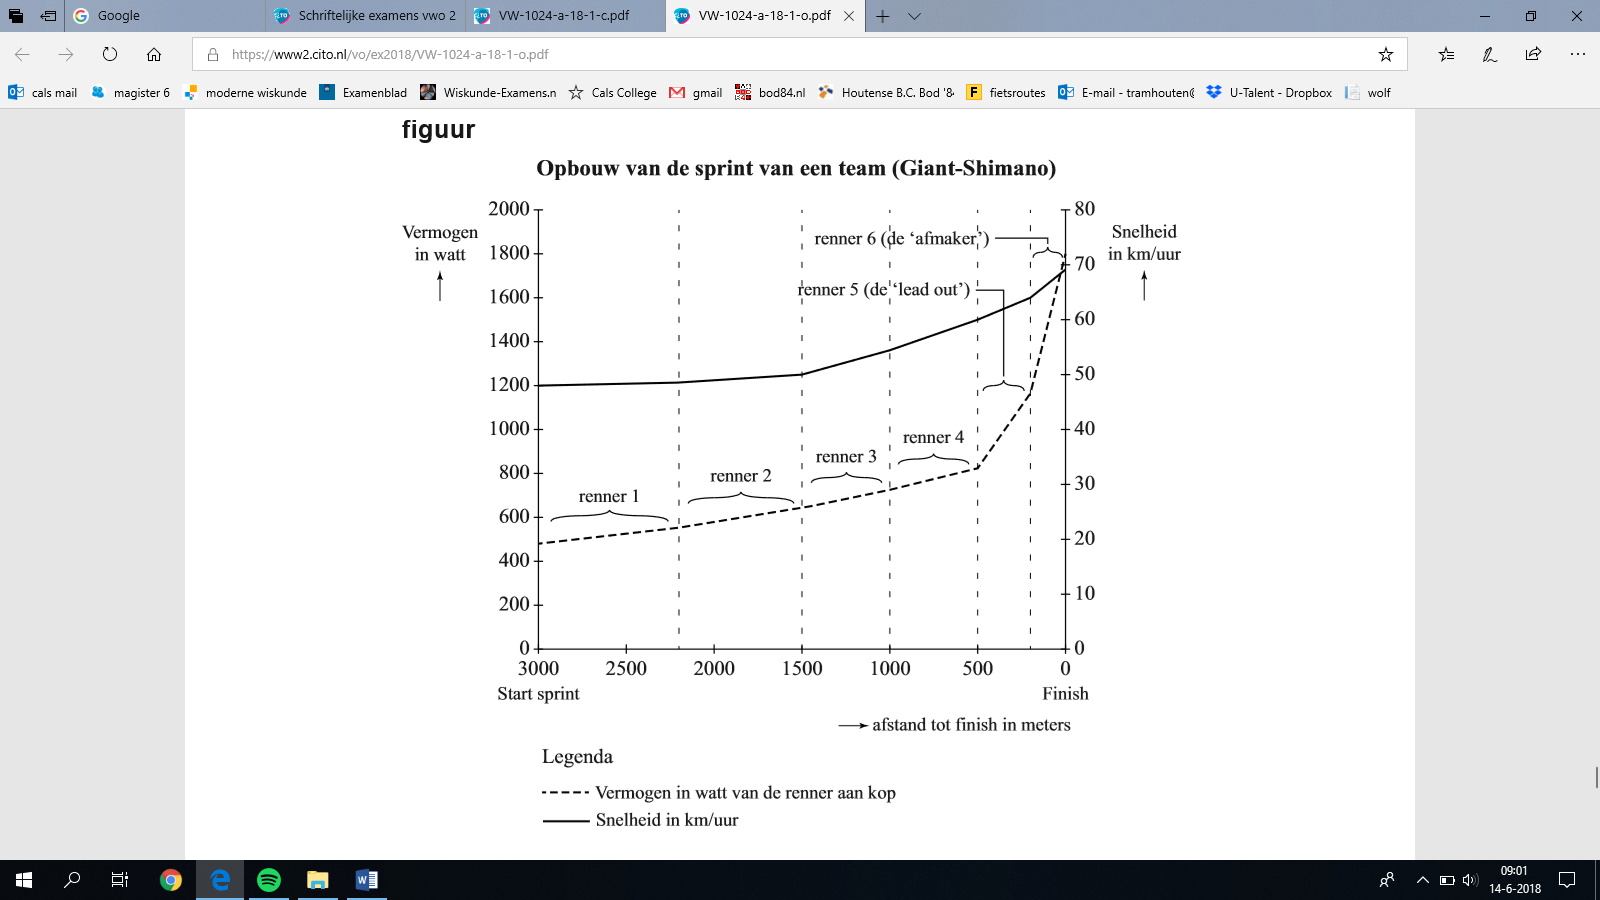 Google
Schriftelijke examens vwo 2
VW-1024-a-18-1-c.pdf
VW-1024-a-18-1-o.pdf
https://www2.cito.nl/vo/ex2018/VW-1024-a-18-1-o.pdf
cals mail
magister 6
moderne wiskunde
Examenblad
Wiskunde-Examens.n
Cals College
gmail
bod84.nl
Houtense B.C. Bod '84
fietsroutes
E-mail - tramhouten@
U-Talent - Dropbox
wolf
figuur
Opbouw van de sprint van een team (Giant-Shimano)
Vermogen
in watt
2000
1800
1600
1400
1200
1000
800
600
400
200
0
renner 6 (de ‘afmaker’)
renner 5 (de ‘lead out’)
renner 4
renner 3
renner 2
renner 1
Snelheid
in km/uur
80
70
60
50
40
30
20
10
0
3000 2500 2000 1500 1000 500 0
Start sprint
Finish
afstand tot finish in meters
Legenda
Vermogen in watt van de renner aan kop
Snelheid in km/uur
09:01
14-6-2018